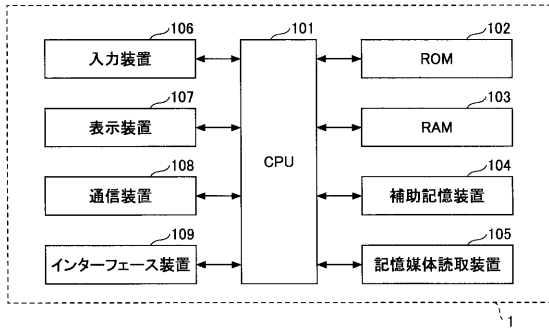 106
入力装置
101
CPU
102
ROM
107
表示装置
103
RAM
108
通信装置
104
補助記憶装置
109
インターフェース装置
105
記憶媒体読取装置
1